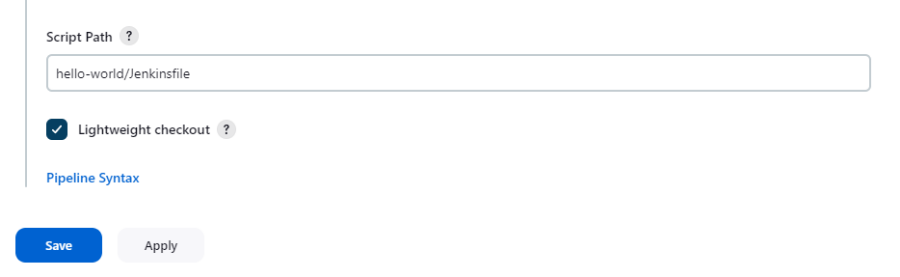 Script Path ?
hello-world/Jenkinsfile
Lightweight checkout ?
Pipeline Syntax
Save Apply